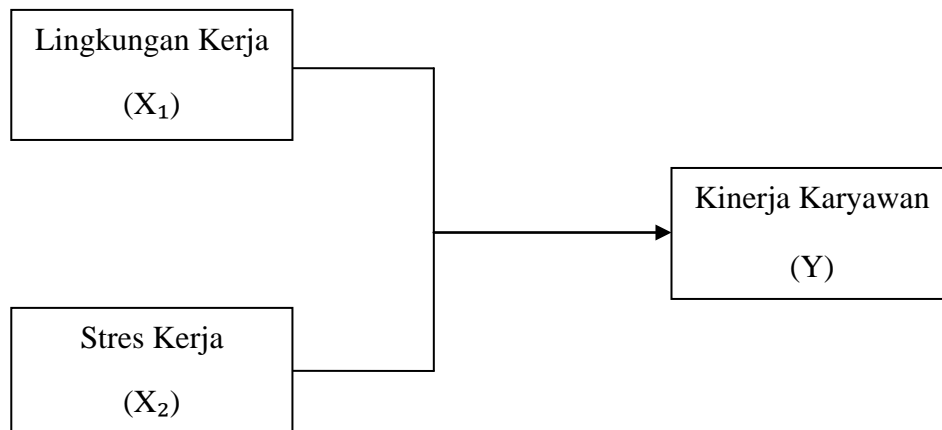 Lingkungan Kerja
(X₁)
Kinerja Karyawan
(Y)
Stres Kerja
(X₂)